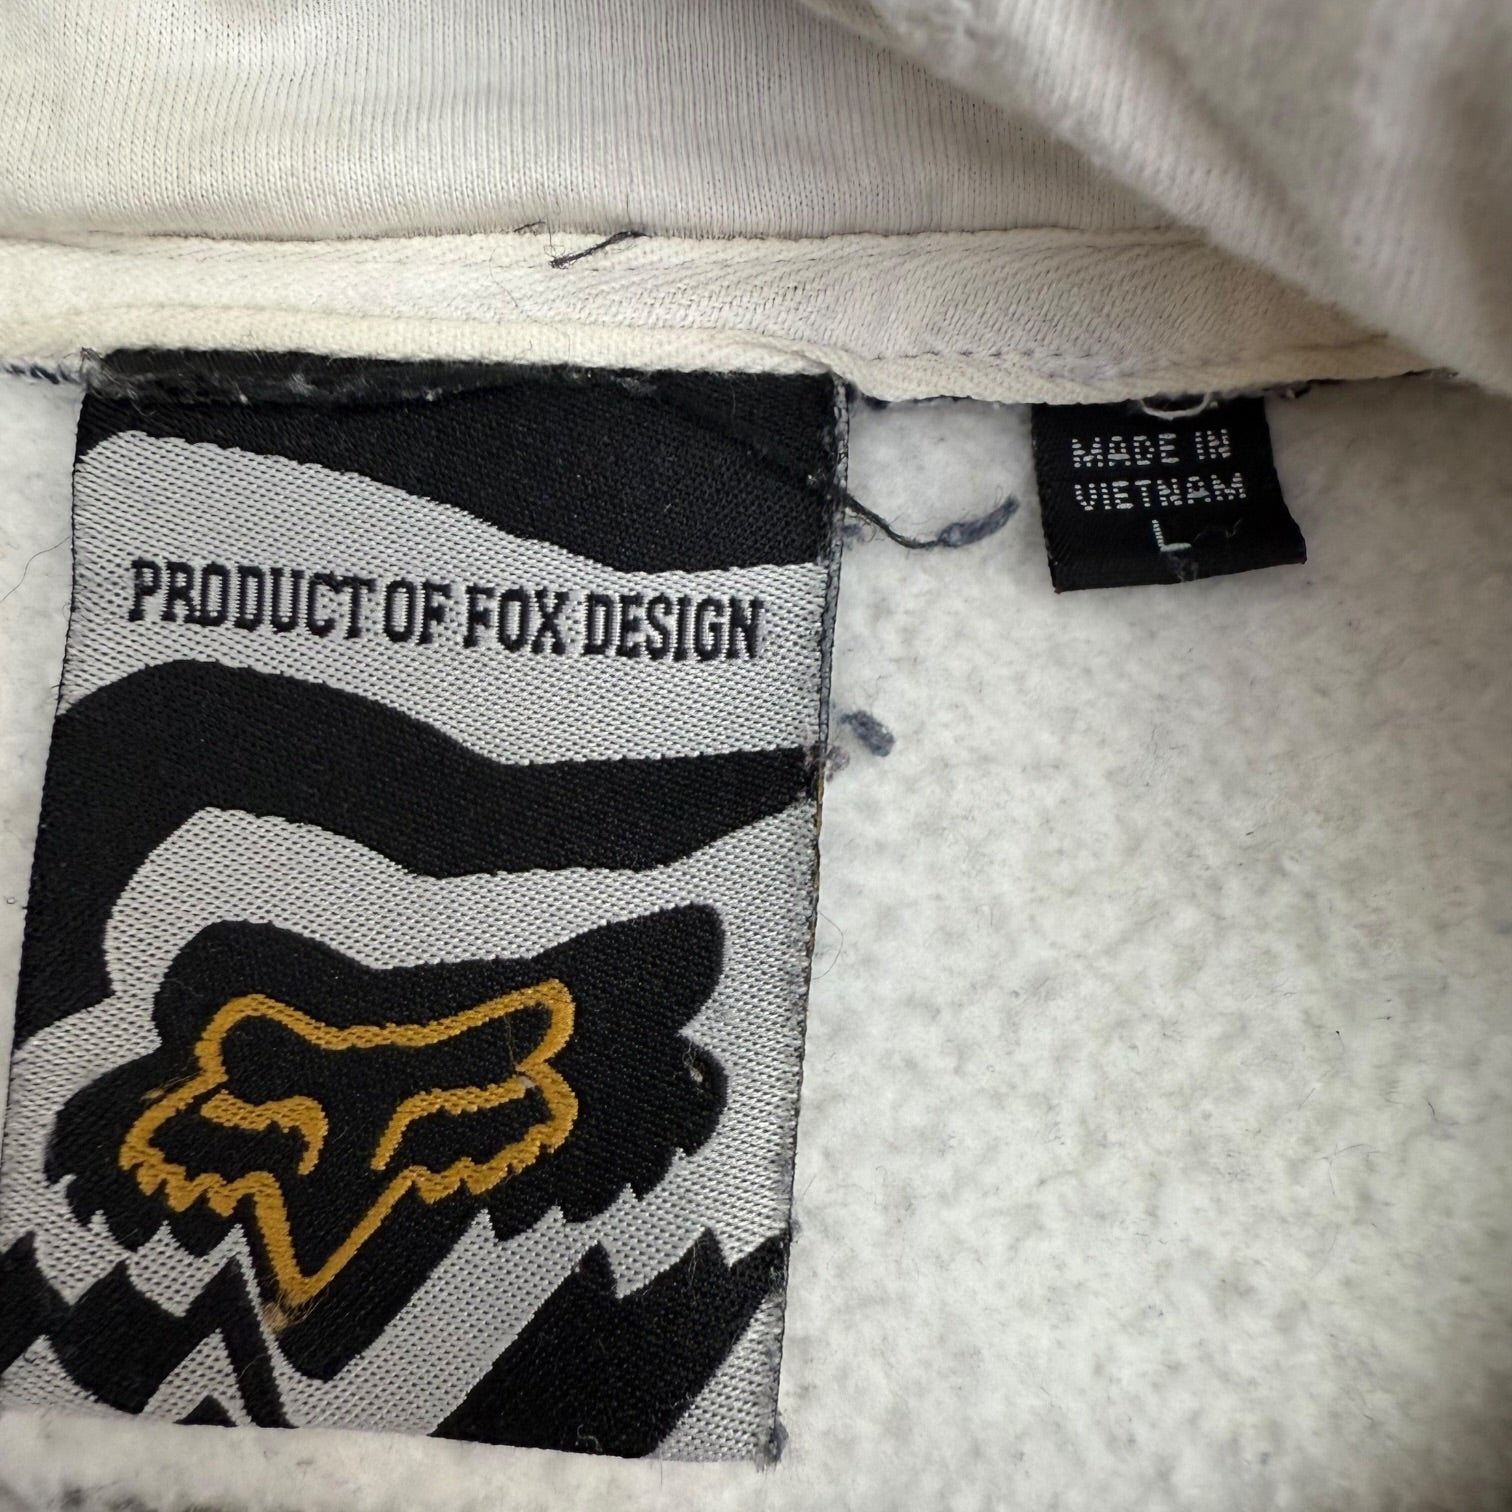 PRODUCT OF FOX DESIGN
MADE IN
VIETNAM
L